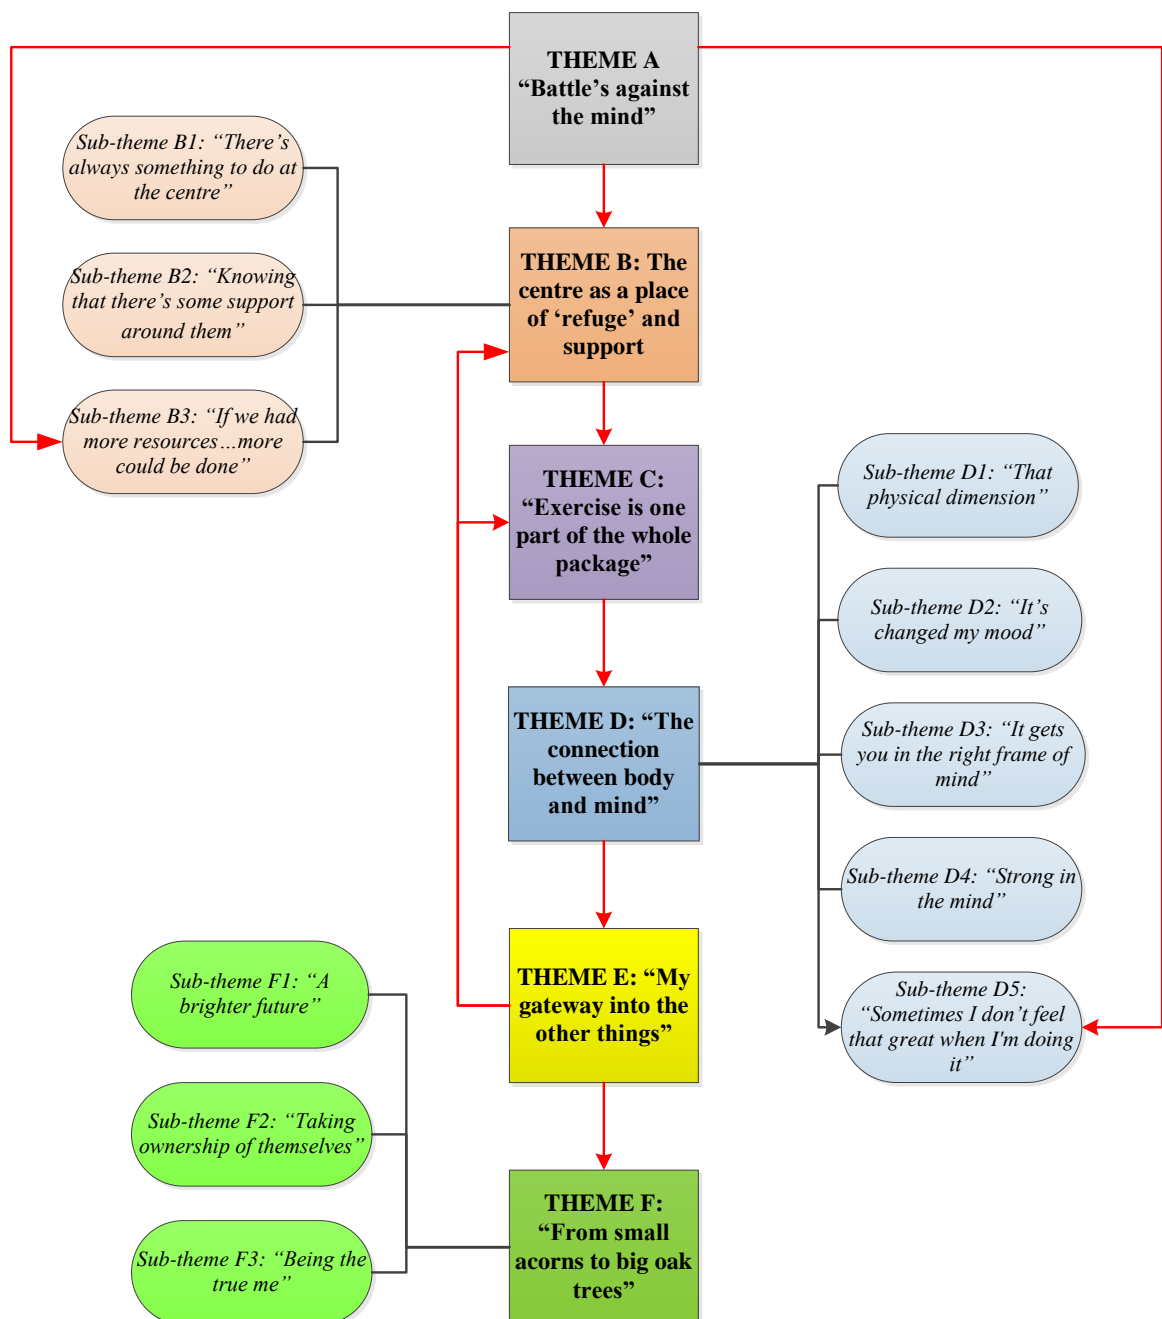 THEME A
“Battle’s against
the mind”
Sub-theme B1: “There’s
always something to do at
the centre”
Sub-theme B2: “Knowing
that there’s some support
around them”
Sub-theme B3: “If we had
more resources…more
could be done”
THEME B: The
centre as a place
of ‘refuge’ and
support
THEME C:
“Exercise is one
part of the whole
package”
Sub-theme D1: “That
physical dimension”
Sub-theme D2: “It’s
changed my mood”
Sub-theme D3: “It gets
you in the right frame of
mind”
Sub-theme D4: “Strong in
the mind”
Sub-theme D5:
“Sometimes I don’t feel
that great when I'm doing
it”
THEME D: “The
connection
between body
and mind”
THEME E: “My
gateway into the
other things”
Sub-theme F1: “A
brighter future”
Sub-theme F2: “Taking
ownership of themselves”
Sub-theme F3: “Being the
true me”
THEME F:
“From small
acorns to big oak
trees”